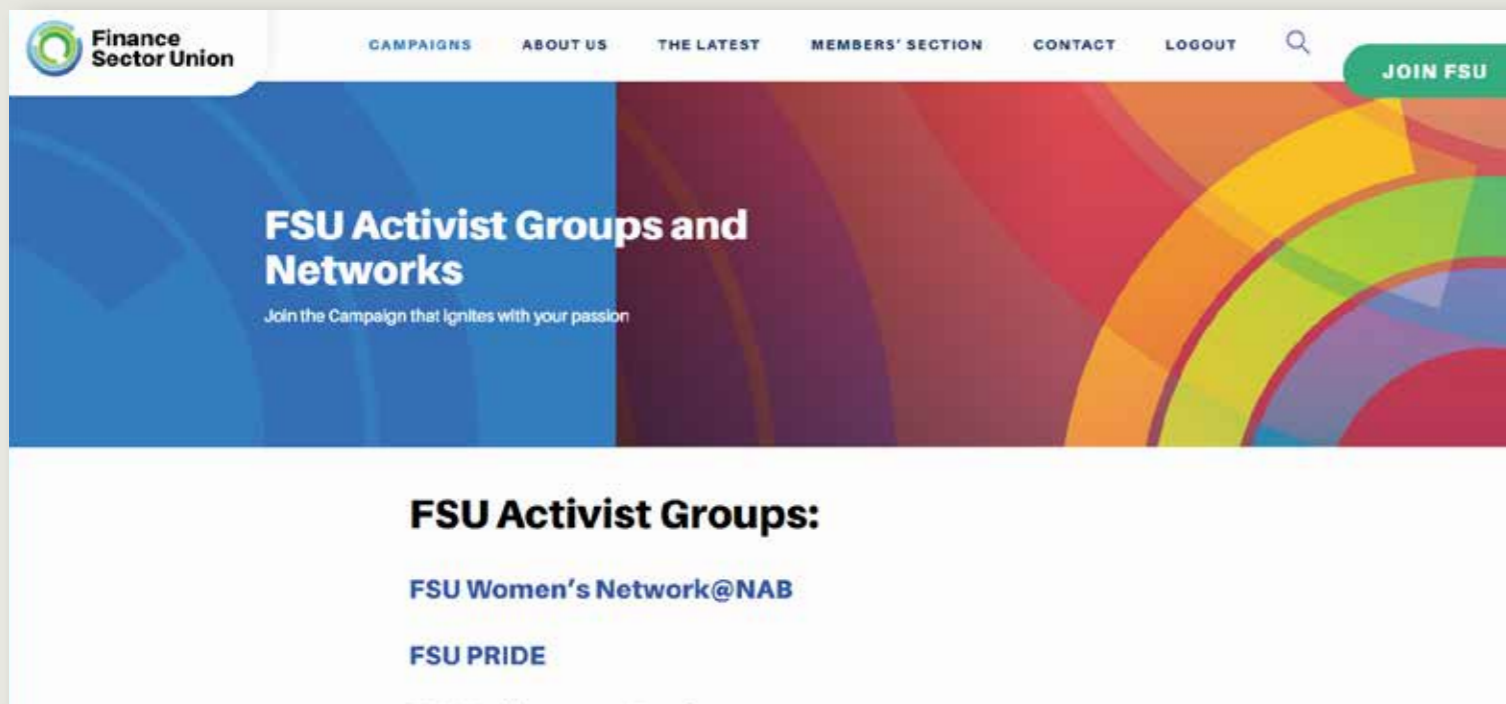 Finance
Sector Union
CAMPAIGNS ABOUT US THE LATEST MEMBERS' SECTION CONTACT LOGOUT
JOIN FSU
FSU Activist Groups and
Networks
Join the Campaign that ignites with your passion
FSU Activist Groups:
FSU Women's Network@NAB
FSU PRIDE